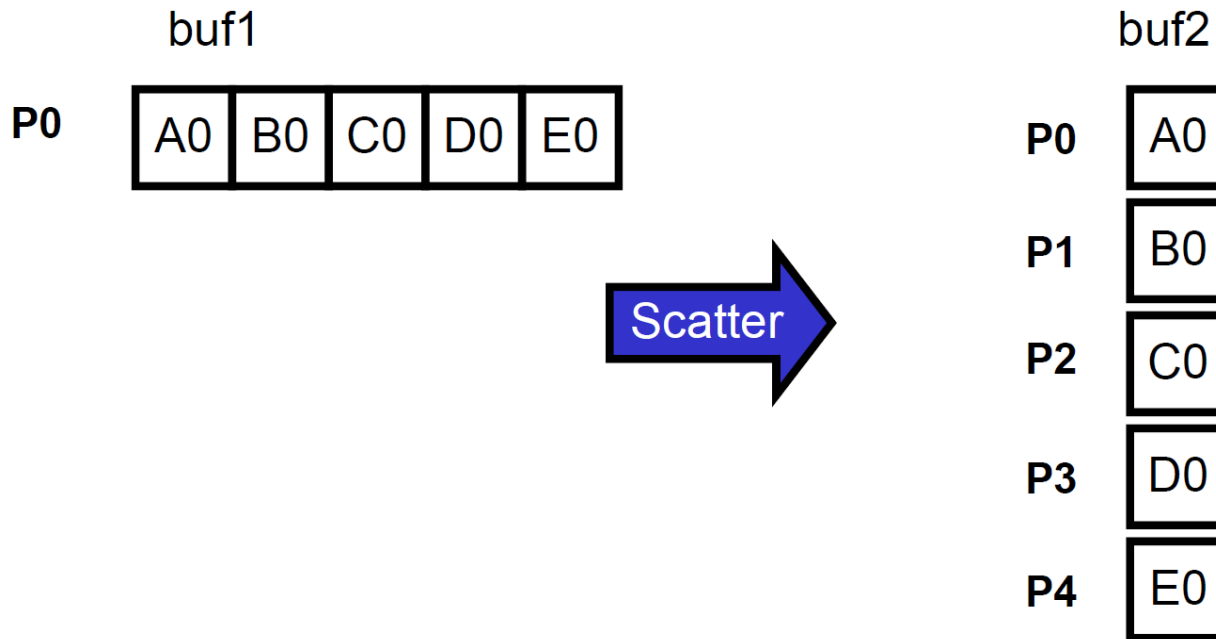 buf1 buf2
P0 A0 B0 C0 D0 E0 P0 A0
P1 B0
Scatter
P2 C0
P3 D0
P4 E0